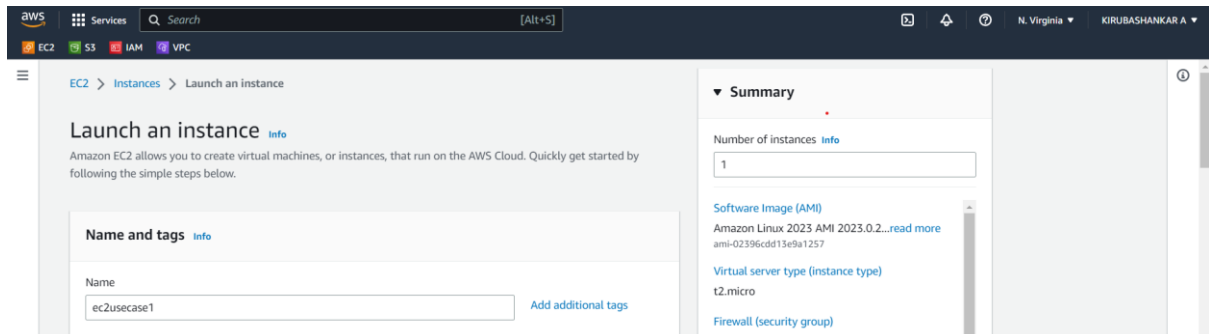 aws
Services
Search [Alt+S]
N. Virginia ▼
KIRUBASHANKAR A ▼
EC2 S3 IAM VPC
EC2 > Instances > Launch an instance
Launch an instance Info
Amazon EC2 allows you to create virtual machines, or instances, that run on the AWS Cloud. Quickly get started by
following the simple steps below.
Name and tags Info
Name
ec2usecase1
Add additional tags
▼ Summary
Number of instances Info
1
Software Image (AMI)
Amazon Linux 2023 AMI 2023.0.2...read more
ami-02396cdd13e9a1257
Virtual server type (instance type)
t2.micro
Firewall (security group)